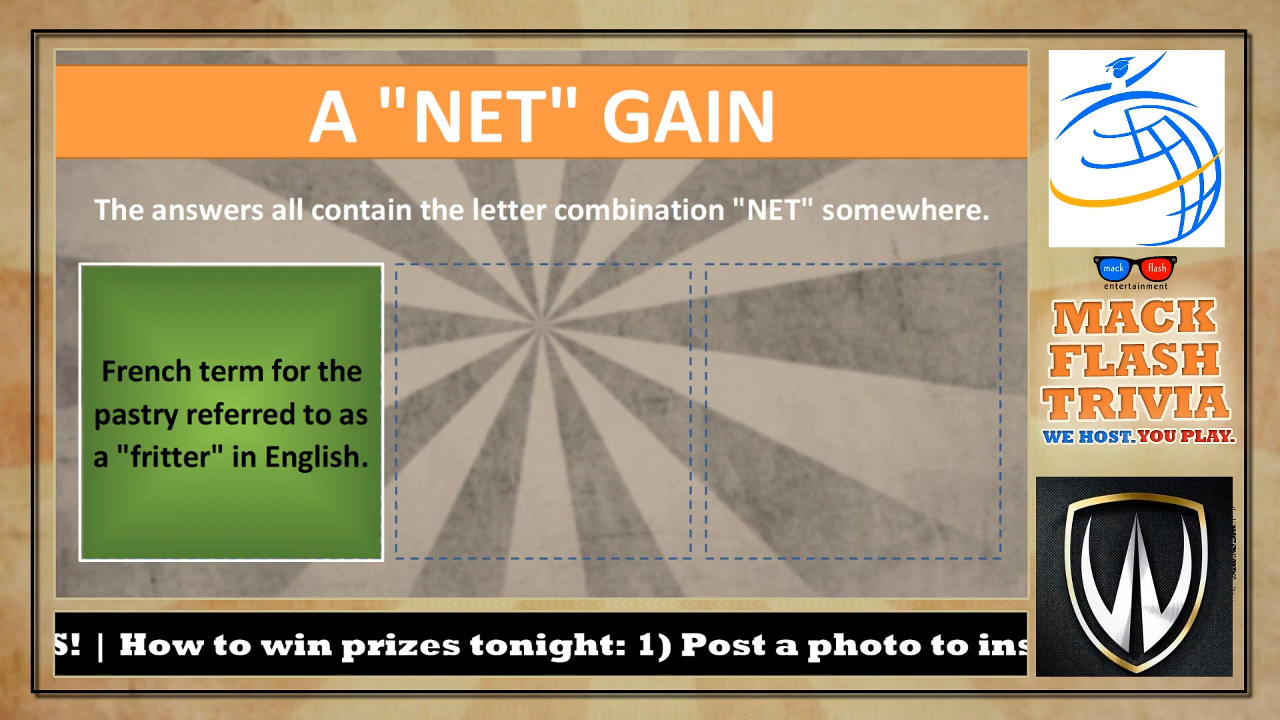 A "NET" GAIN
The answers all contain the letter combination "NET" somewhere.
French term for the
pastry referred to as
a "fritter" in English.
mack flash
entertainment
MACK
FLASH
TRIVIA
WE HOST. YOU PLAY.
S! | How to win prizes tonight: 1) Post a photo to ins